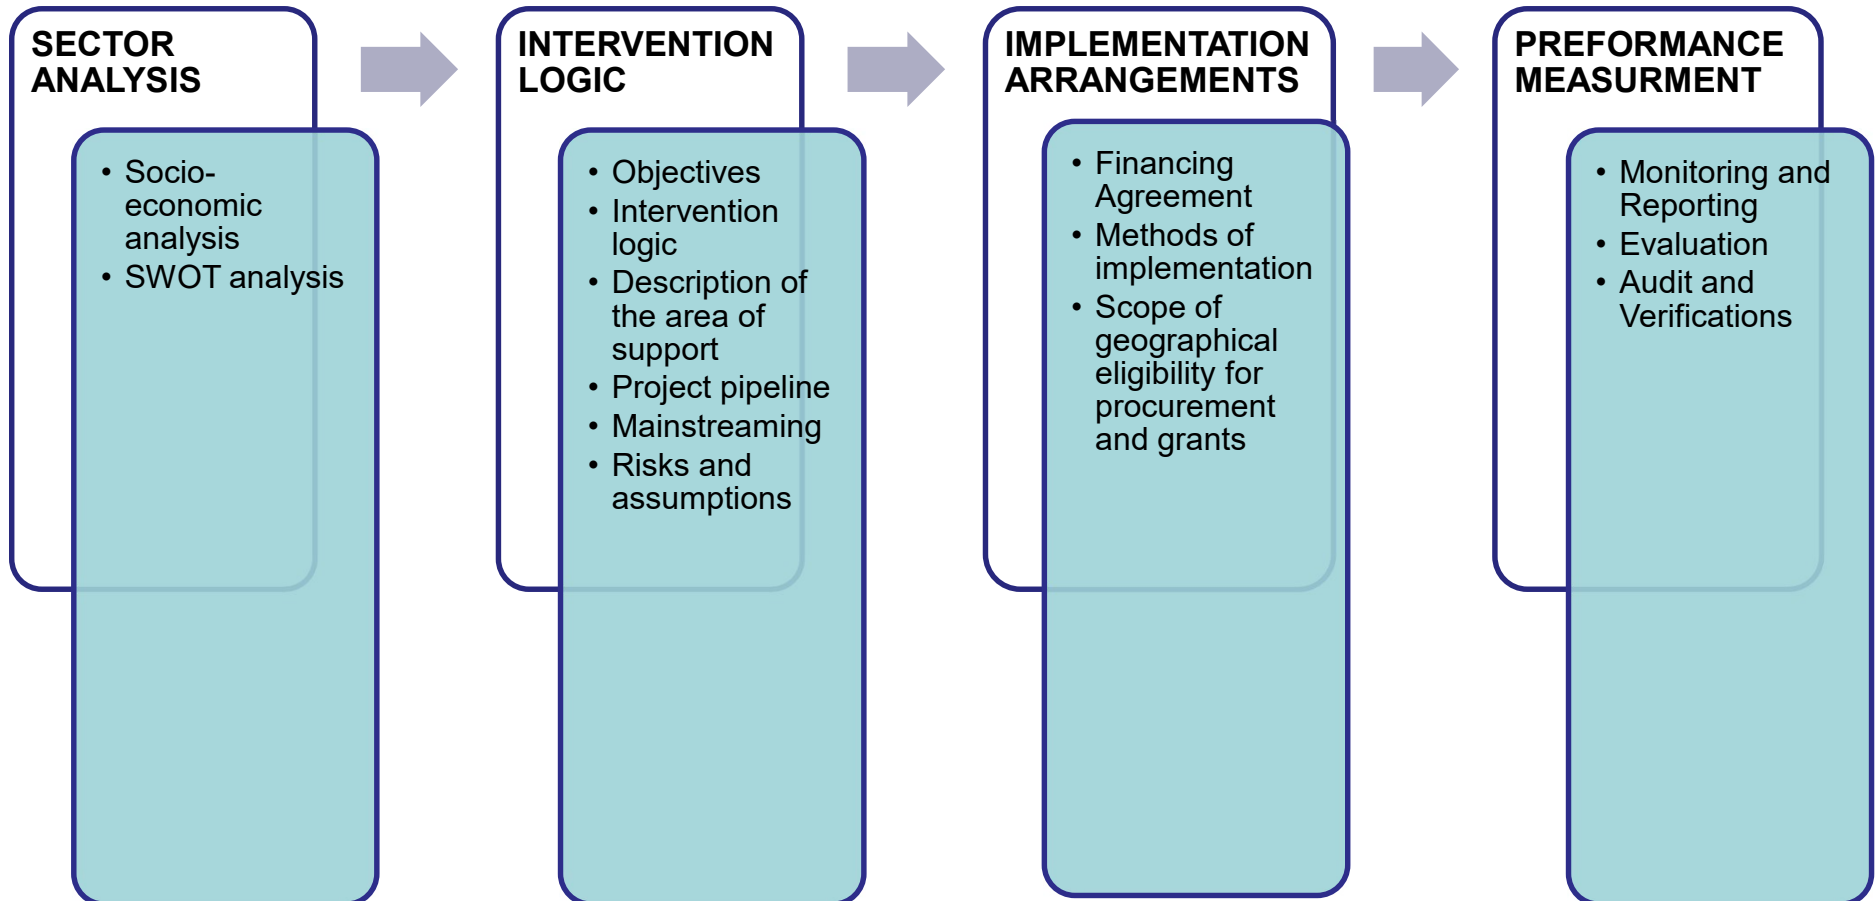 SECTOR
ANALYSIS
• Socio-
economic
analysis
• SWOT analysis
INTERVENTION
LOGIC
• Objectives
• Intervention
logic
• Description of
the area of
support
• Project pipeline
• Mainstreaming
• Risks and
assumptions
IMPLEMENTATION
ARRANGEMENTS
• Financing
Agreement
• Methods of
implementation
• Scope of
geographical
eligibility for
procurement
and grants
PREFORMANCE
MEASURMENT
• Monitoring and
Reporting
• Evaluation
• Audit and
Verifications